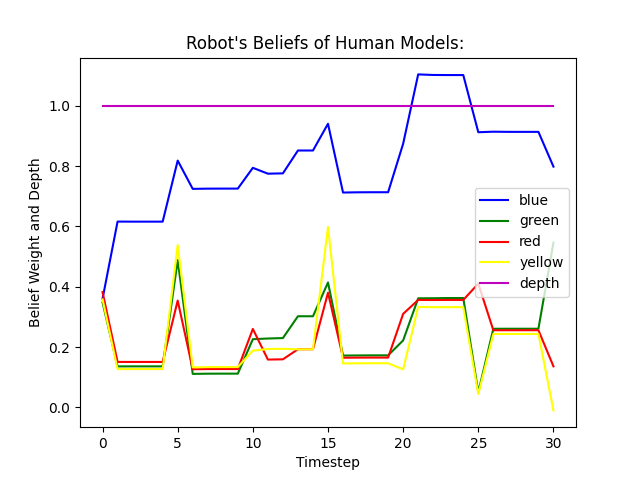 Robot's Beliefs of Human Models:
Belief Weight and Depth
1.0
0.8
0.6
0.4
0.2
0.0
blue
green
red
yellow
depth
0 5 10 15 20 25 30
Timestep